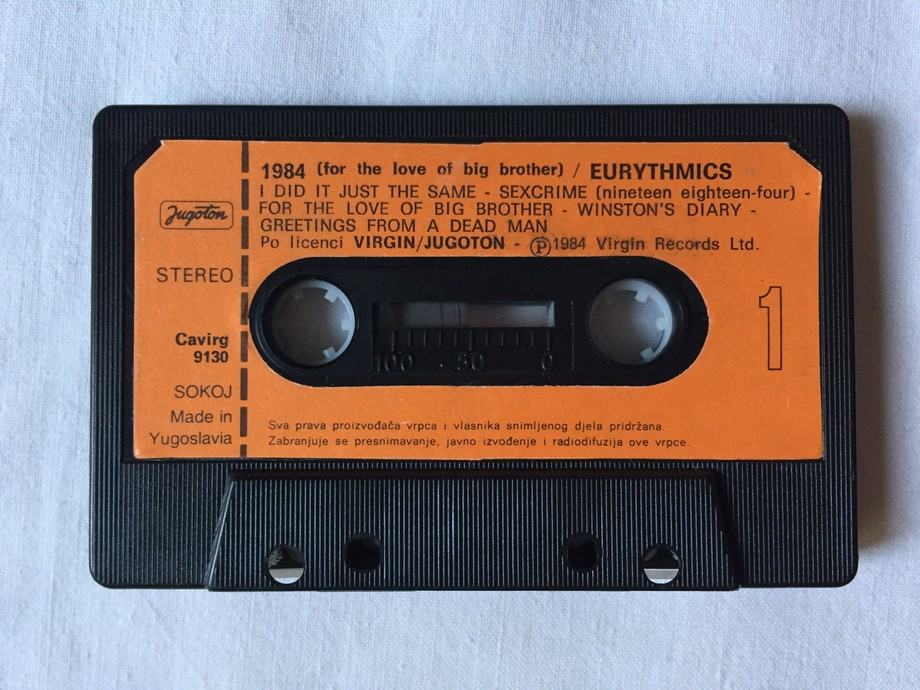 1984 (for the love of big brother) / EURYTHMICS
I DID IT JUST THE SAME - SEXCRIME (nineteen eighteen-four) -
FOR THE LOVE OF BIG BROTHER - WINSTON'S DIARY -
GREETINGS FROM A DEAD MAN
Po licenci VIRGIN/JUGOTON - Ⓟ1984 Virgin Records Ltd.
Jugoton
STEREO
Cavirg
9130
SOKOJ
Made in
Yugoslavia
100 50 0
1
Sva prava proizvođača vrpca i vlasnika snimljenog djela pridržana.
Zabranjuje se presnimavanje, javno izvođenje i radiodifuzija ove vrpce.